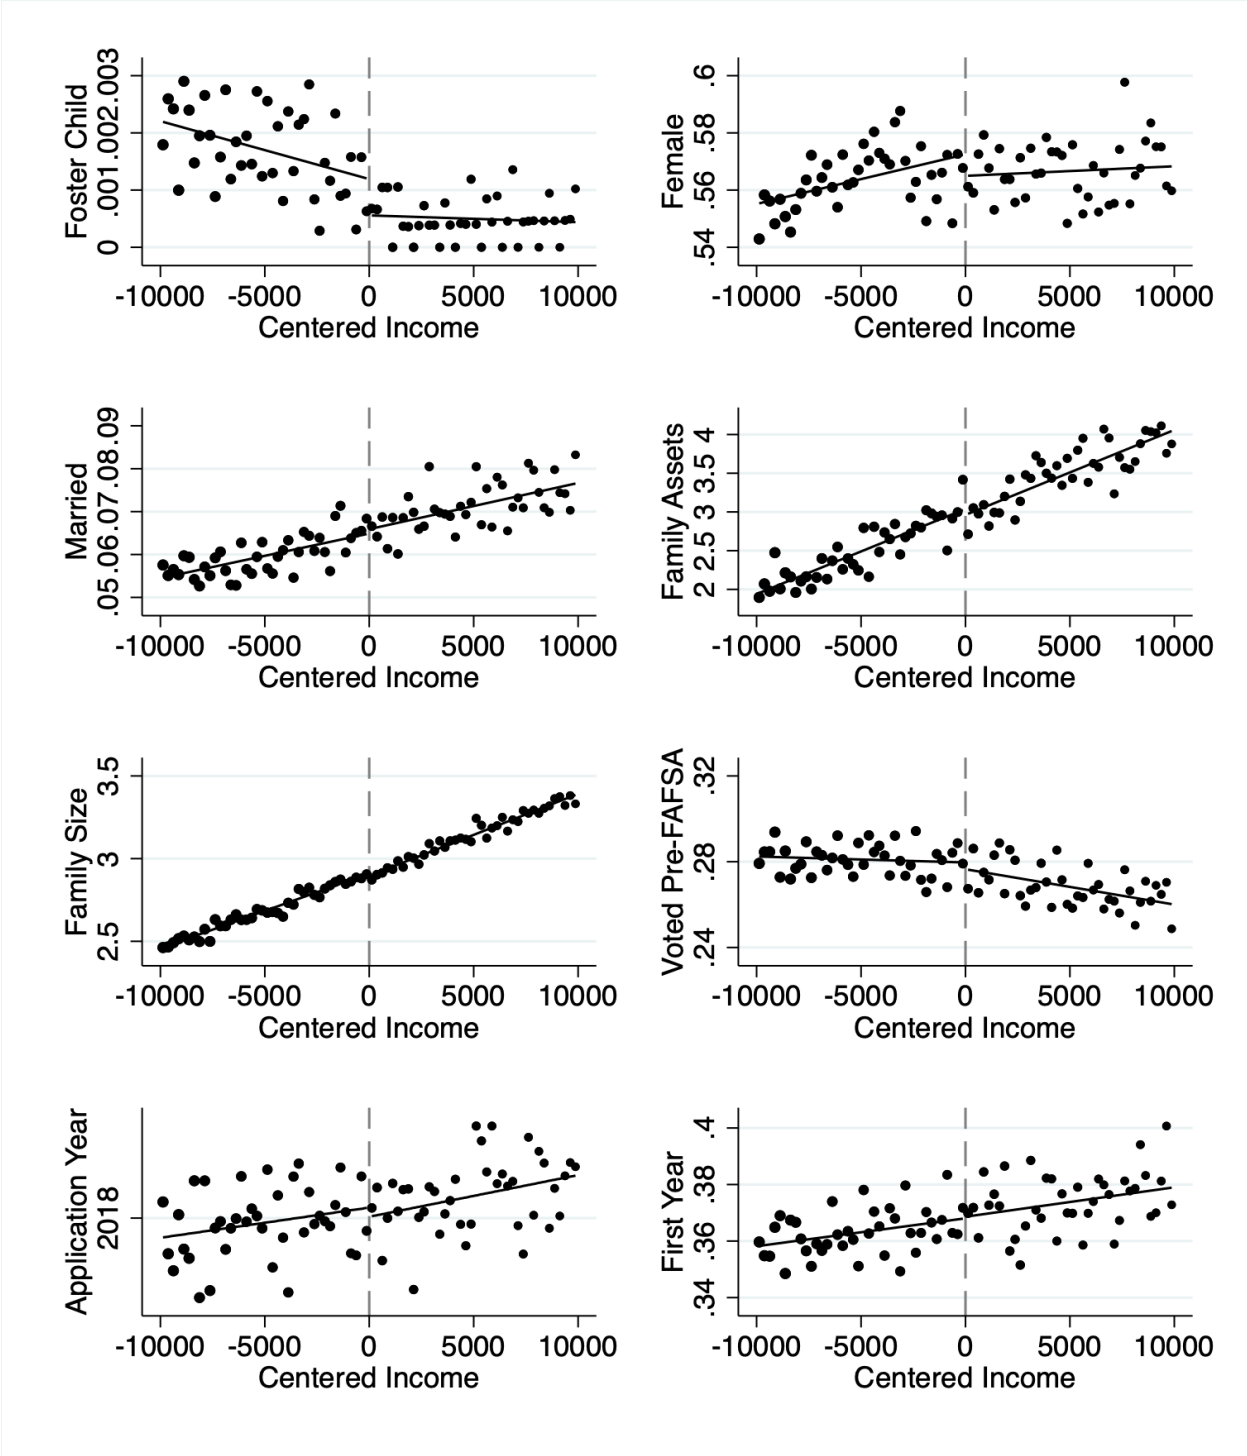 Foster Child
0 .001 .002 .003
-10000 -5000 0 5000 10000
Centered Income
Female
.54 .56 .58 .6
-10000 -5000 0 5000 10000
Centered Income
Married
.05 .06 .07 .08 .09
-10000 -5000 0 5000 10000
Centered Income
Family Assets
2 2.5 3 3.5 4
-10000 -5000 0 5000 10000
Centered Income
Family Size
2.5 3 3.5
-10000 -5000 0 5000 10000
Centered Income
Voted Pre-FAFSA
.24 .28 .32
-10000 -5000 0 5000 10000
Centered Income
Application Year
2018
-10000 -5000 0 5000 10000
Centered Income
First Year
.34 .36 .38 .4
-10000 -5000 0 5000 10000
Centered Income